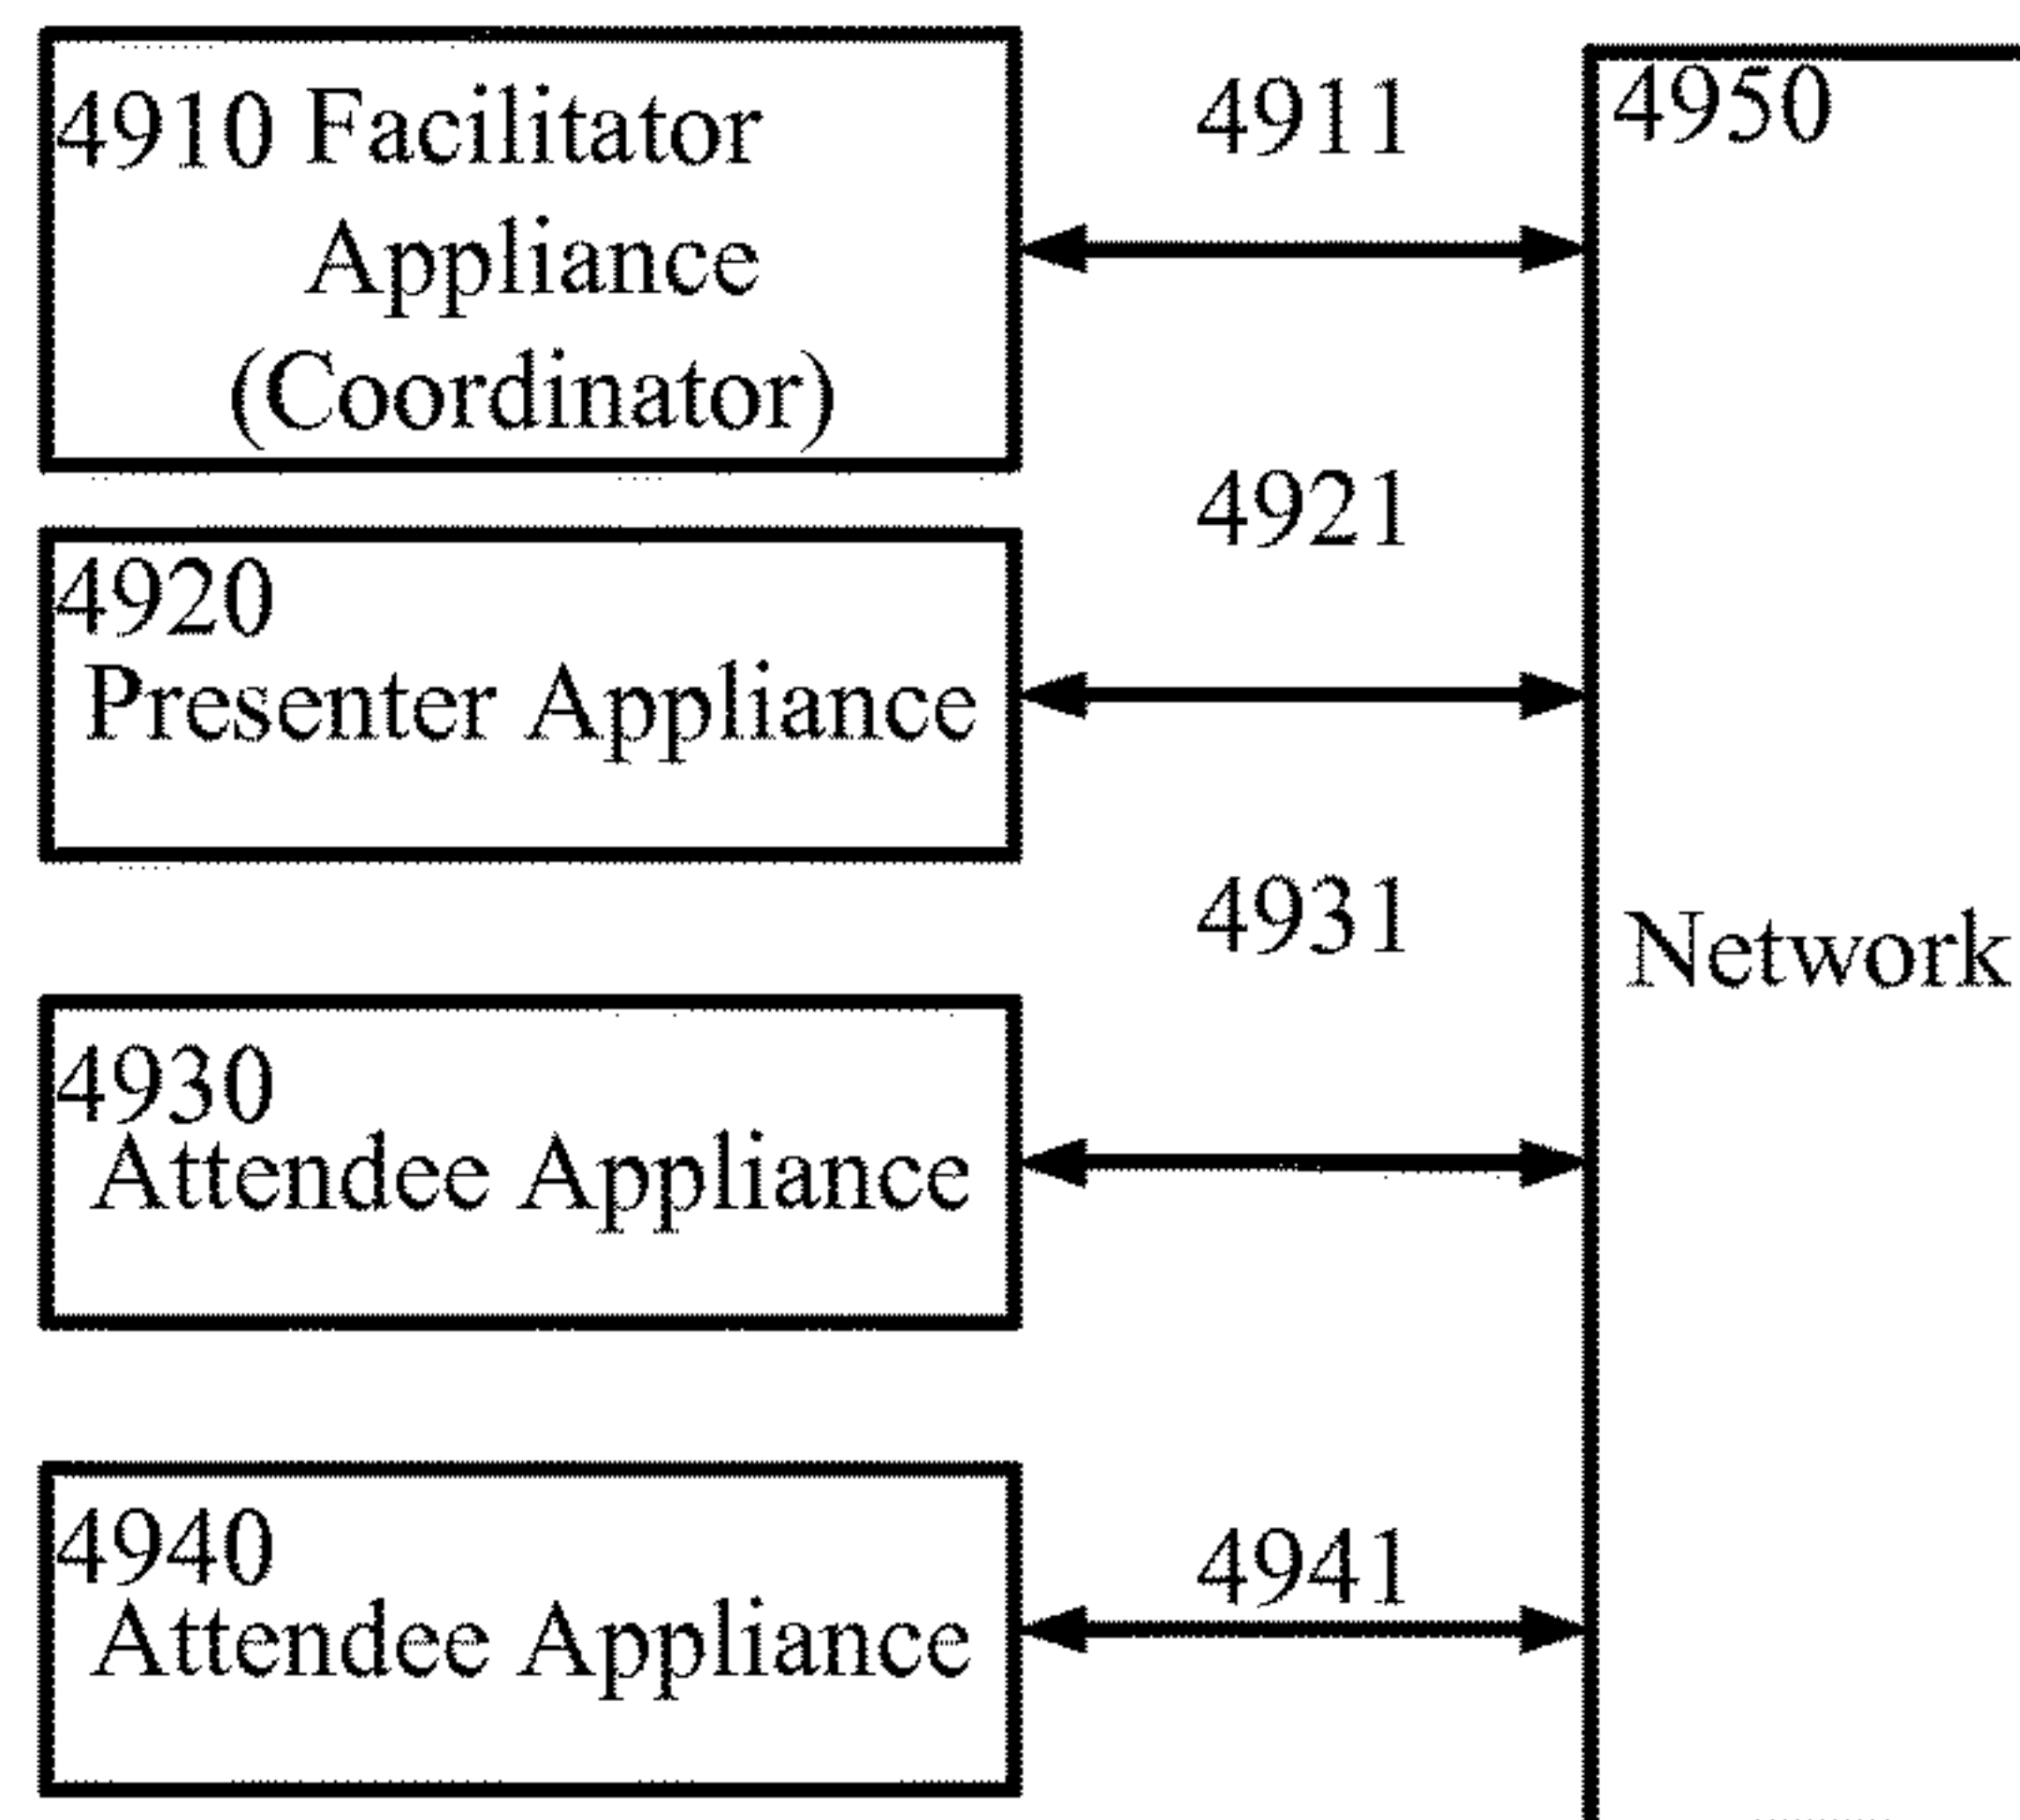 4910 Facilitator
Appliance
(Coordinator)
4911
4950
4921
4920
Presenter Appliance
4931
Network
4930
Attendee Appliance
4940
Attendee Appliance
4941